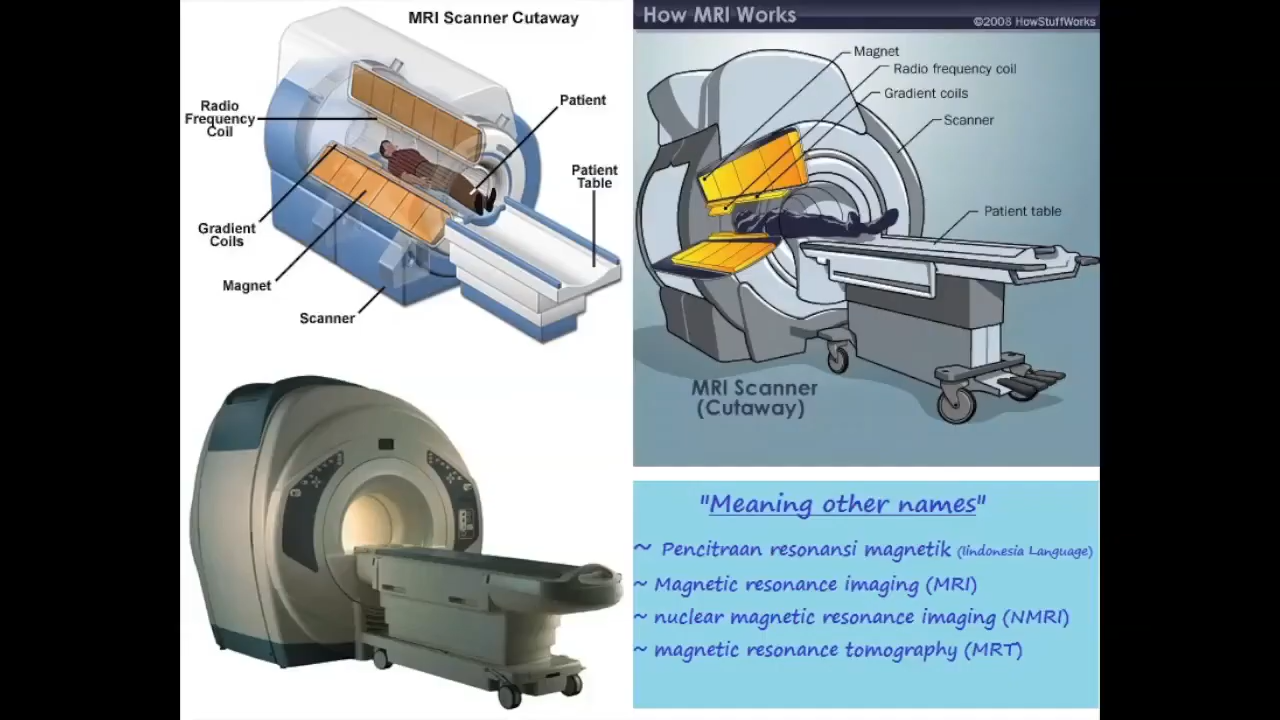 MRI Scanner Cutaway
Radio
Frequency
Coil
Patient
Patient
Table
Gradient
Coils
Magnet
Scanner
How MRI Works
©2008 HowStuffWorks
Magnet
Radio frequency coil
Gradient coils
Scanner
Patient table
MRI Scanner
(Cutaway)
"Meaning other names"
~ Pencitraan resonansi magnetik (Iindonesia Language)
~ Magnetic resonance imaging (MRI)
~ nuclear magnetic resonance imaging (NMRI)
~ magnetic resonance tomography (MRT)